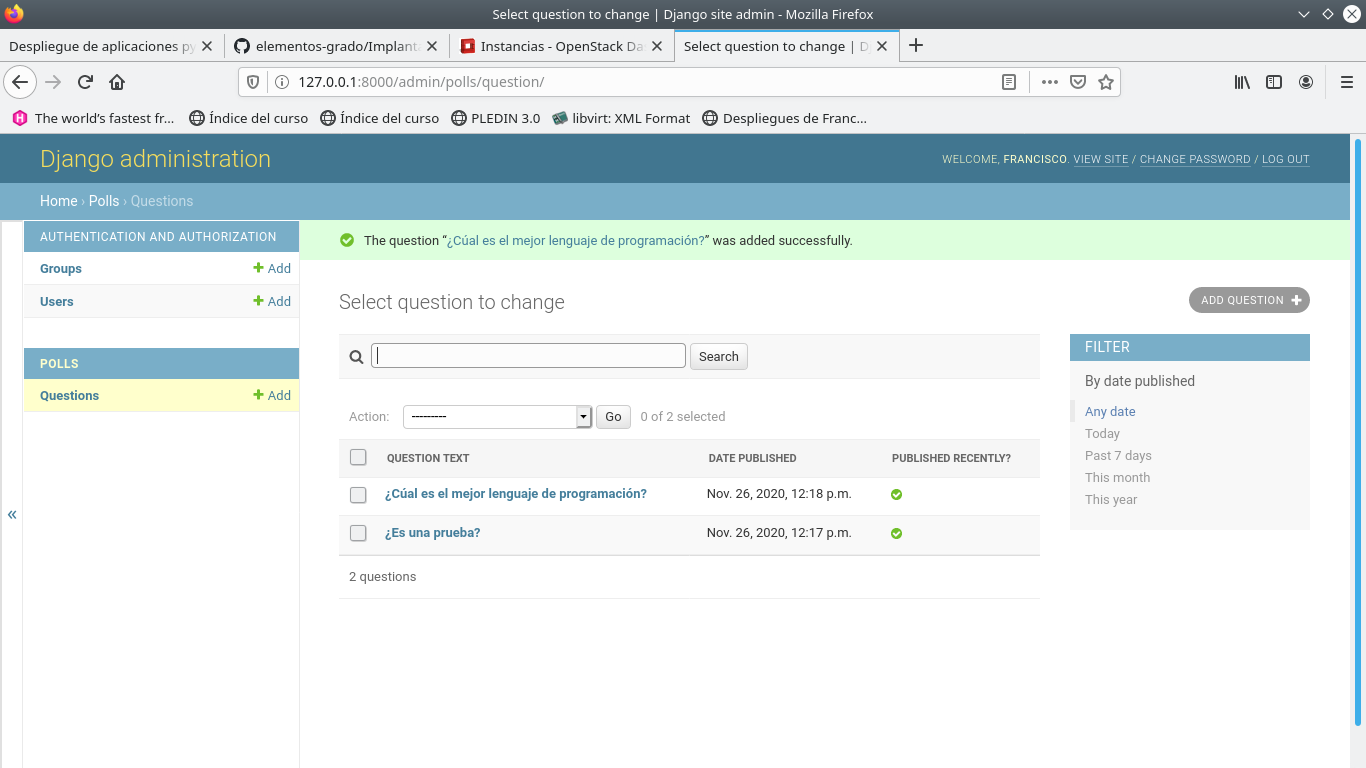 Select question to change | Django site admin - Mozilla Firefox
Despliegue de aplicaciones py
elementos-grado/Implanta
Instancias - OpenStack Da
Select question to change | D
127.0.0.1:8000/admin/polls/question/
The world's fastest fr...
Índice del curso
Índice del curso
PLEDIN 3.0
libvirt: XML Format
Despliegues de Franc...
Django administration
WELCOME, FRANCISCO. VIEW SITE / CHANGE PASSWORD / LOG OUT
Home › Polls › Questions
AUTHENTICATION AND AUTHORIZATION
Groups + Add
Users + Add
POLLS
Questions + Add
«
The question “¿Cúal es el mejor lenguaje de programación?” was added successfully.
Select question to change
ADD QUESTION +
Search
Action: --------- Go 0 of 2 selected
QUESTION TEXT DATE PUBLISHED PUBLISHED RECENTLY?
¿Cúal es el mejor lenguaje de programación? Nov. 26, 2020, 12:18 p.m.
¿Es una prueba? Nov. 26, 2020, 12:17 p.m.
2 questions
FILTER
By date published
Any date
Today
Past 7 days
This month
This year